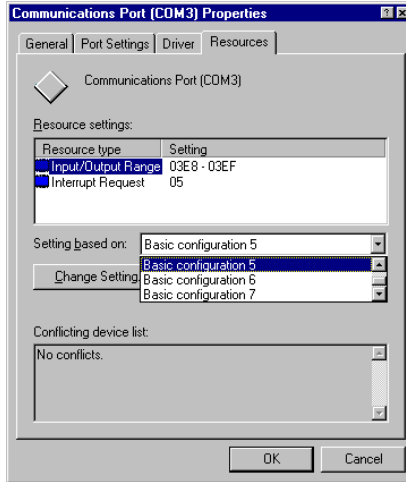 Communications Port (COM3) Properties
General Port Settings Driver Resources
Communications Port (COM3)
Resource settings:
Resource type Setting
Input/Output Range 03E8 - 03EF
Interrupt Request 05
Setting based on: Basic configuration 5
Basic configuration 5
Change Setting.
Basic configuration 6
Basic configuration 7
Conflicting device list:
No conflicts.
OK Cancel